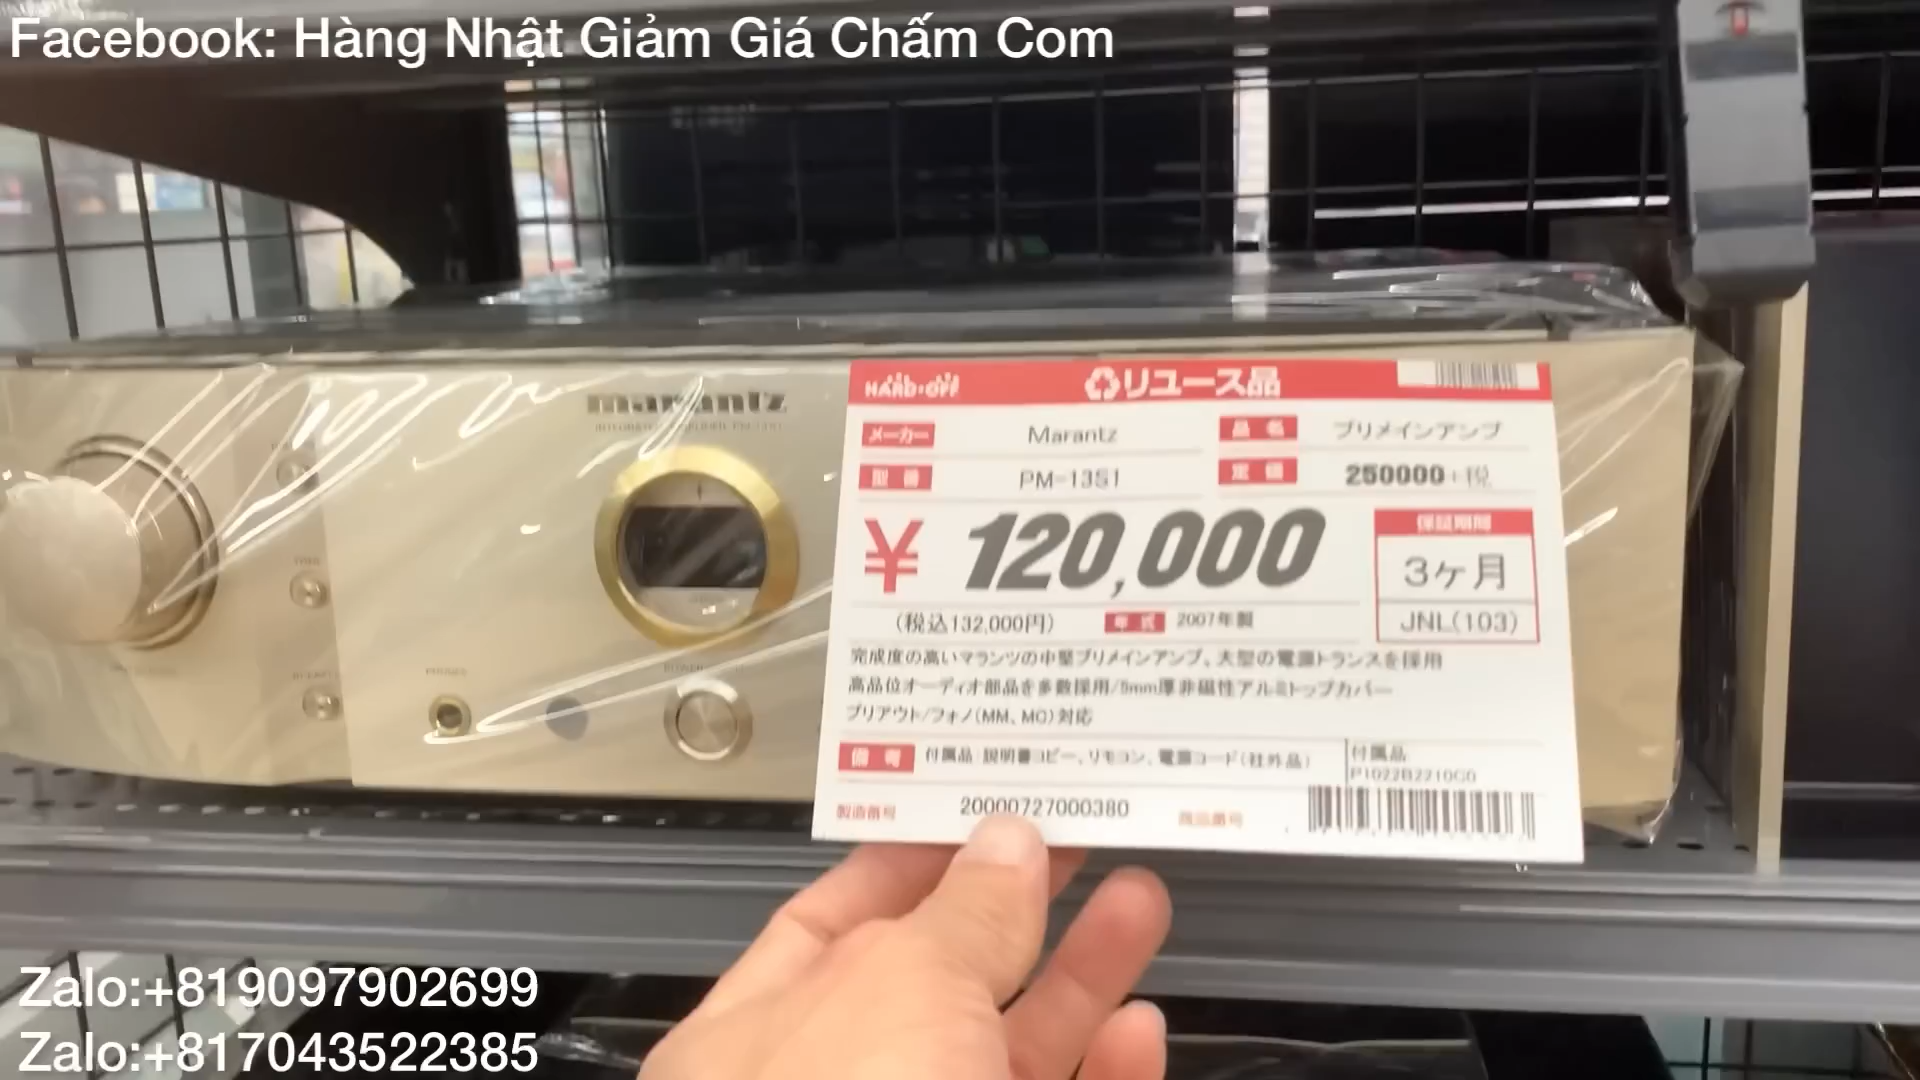 Facebook: Hàng Nhật Giảm Giá Chấm Com
marantz
HARD·OFF リユース品
メーカー Marantz 品名 プリメインアンプ
型番 PM-13S1 定価 250000+税
¥ 120,000 保証期間
3ヶ月
(税込132,000円) 年式 2007年製 JNL(103)
完成度の高いマランツの中堅プリメインアンプ、大型の電源トランスを採用
高品位オーディオ部品を多数採用/5mm厚非磁性アルミトップカバー
プリアウト/フォノ(MM、MC)対応
備考 付属品:説明書コピー、リモコン、電源コード(社外品) 付属品
P1022B2210C0
製造番号 20000727000380 商品番号
Zalo:+819097902699
Zalo:+817043522385